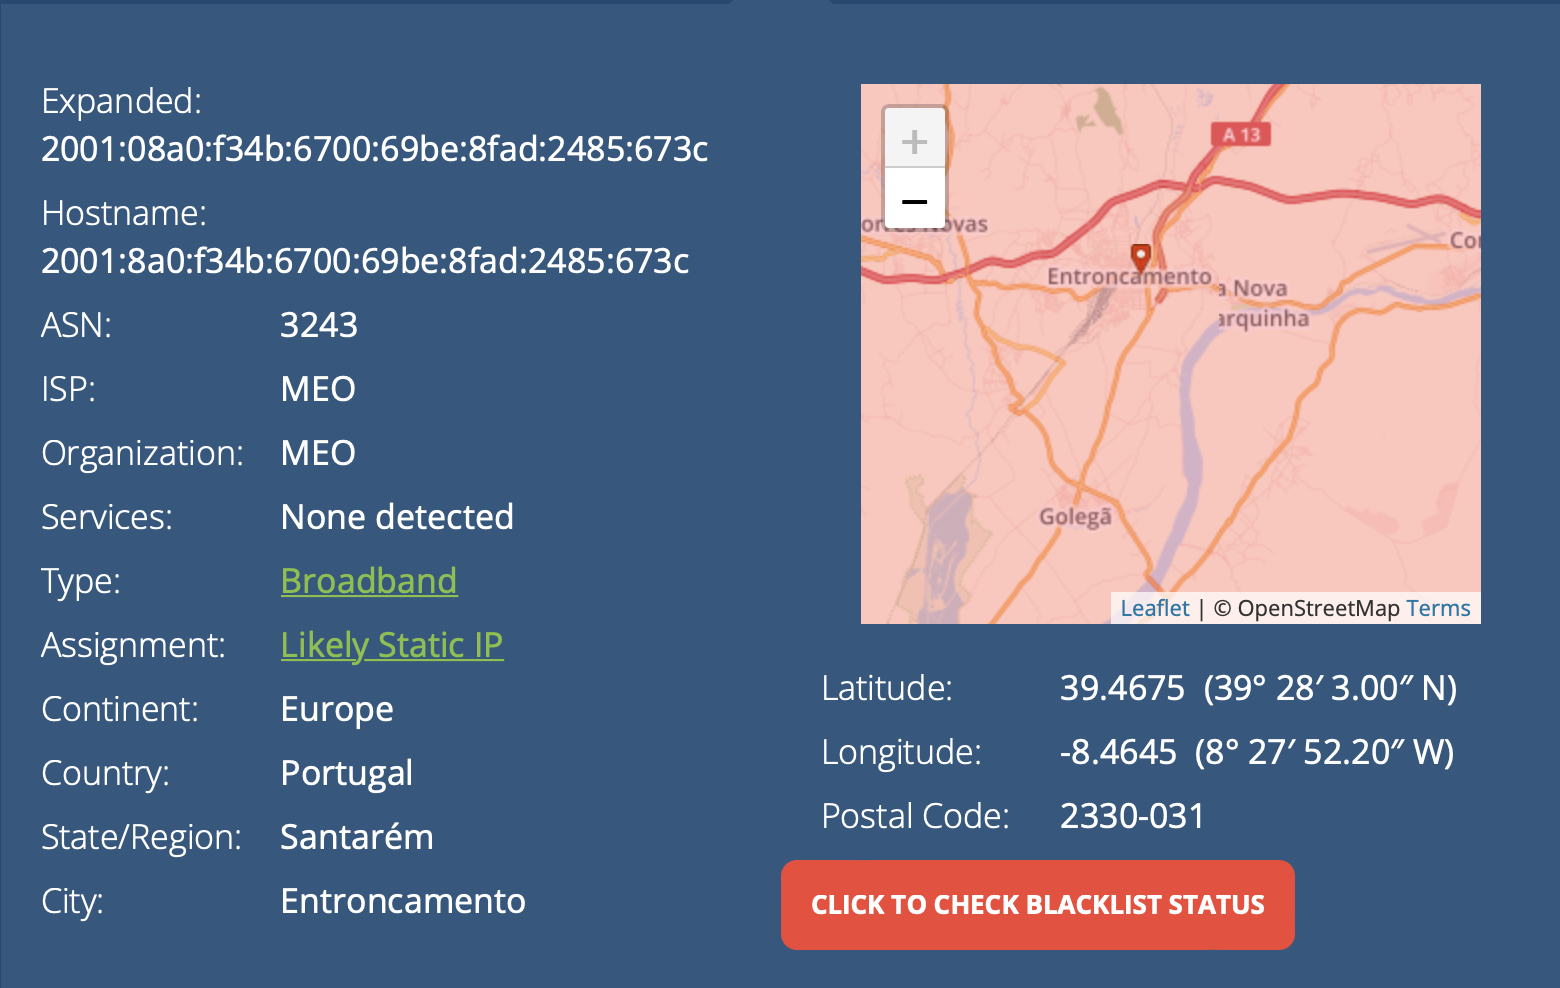 Expanded:
2001:08a0:f34b:6700:69be:8fad:2485:673c
Hostname:
2001:8a0:f34b:6700:69be:8fad:2485:673c
ASN: 3243
ISP: MEO
Organization: MEO
Services: None detected
Type: Broadband
Assignment: Likely Static IP
Continent: Europe
Country: Portugal
State/Region: Santarém
City: Entroncamento
+
−
A 13
Novas
Entroncamento
a Nova
arquinha
Golegã
Leaflet | © OpenStreetMap Terms
Latitude: 39.4675 (39° 28′ 3.00″ N)
Longitude: -8.4645 (8° 27′ 52.20″ W)
Postal Code: 2330-031
CLICK TO CHECK BLACKLIST STATUS